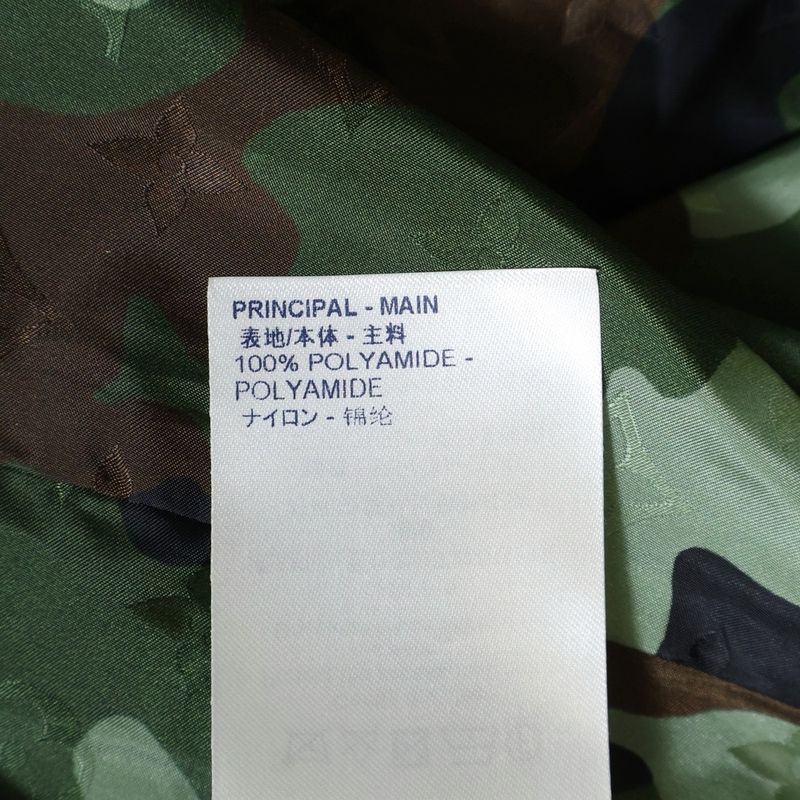 PRINCIPAL - MAIN
表地/本体 - 主料
100% POLYAMIDE -
POLYAMIDE
ナイロン - 锦纶